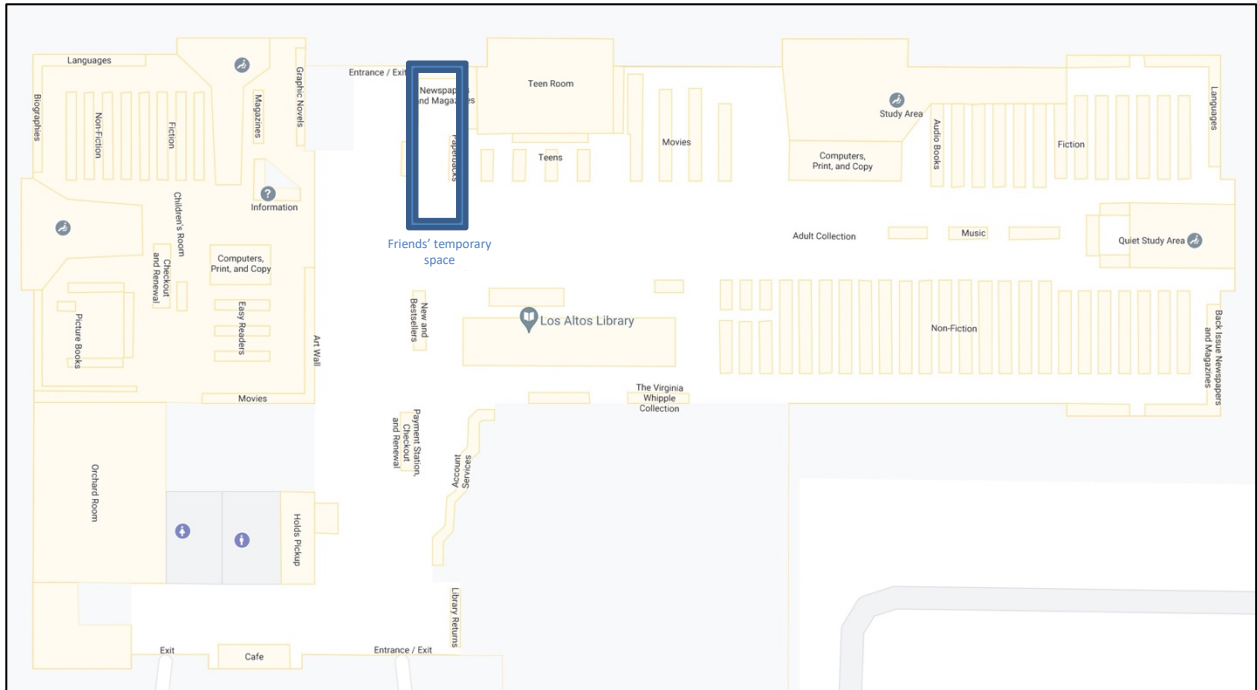 Languages
Biographies
Non-Fiction
Fiction
Magazines
Graphic Novels
?
Information
Children's Room
Checkout
and Renewal
Computers,
Print, and Copy
Easy Readers
Picture Books
Art Wall
Movies
Entrance / Exit
Newspapers
and Magazines
Paperbacks
Friends' temporary
space
Teen Room
Teens
Movies
Study Area
Computers,
Print, and Copy
Audio Books
Fiction
Languages
Adult Collection
Music
Quiet Study Area
New and
Bestsellers
Los Altos Library
Non-Fiction
Back Issue Newspapers
and Magazines
The Virginia
Whipple
Collection
Payment Station,
Checkout
and Renewal
Account
Services
Orchard Room
Holds Pickup
Library Returns
Exit
Cafe
Entrance / Exit